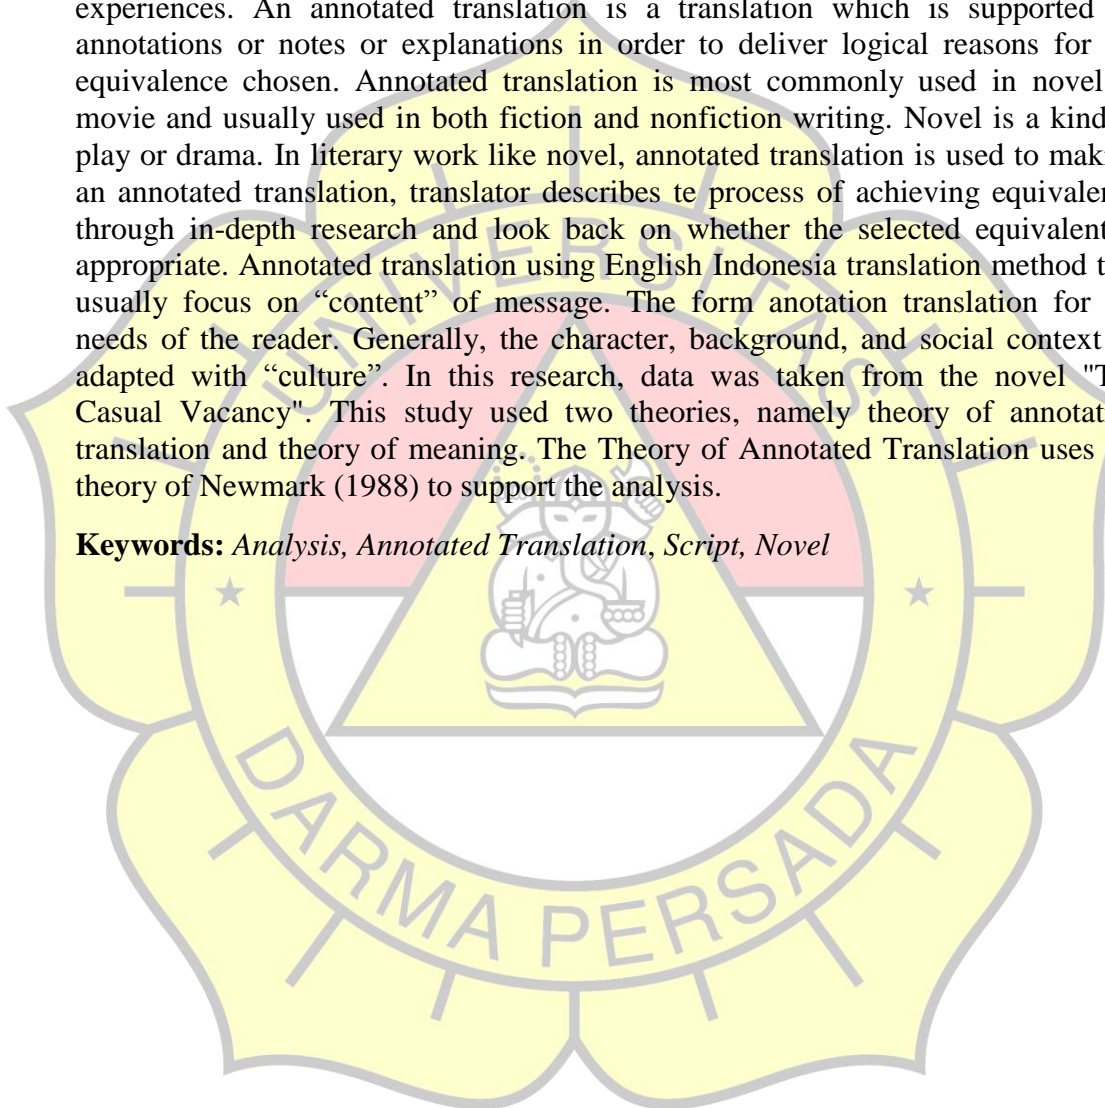 experiences. An annotated translation is a translation which is supported
annotations or notes or explanations in order to deliver logical reasons for
equivalence chosen. Annotated translation is most commonly used in novel
movie and usually used in both fiction and nonfiction writing. Novel is a kind
play or drama. In literary work like novel, annotated translation is used to maki
an annotated translation, translator describes te process of achieving equivalen
through in-depth research and look back on whether the selected equivalent
appropriate. Annotated translation using English Indonesia translation method t
usually focus on “content” of message. The form anotation translation for
needs of the reader. Generally, the character, background, and social context
adapted with “culture”. In this research, data was taken from the novel "T
Casual Vacancy". This study used two theories, namely theory of annotat
translation and theory of meaning. The Theory of Annotated Translation uses
theory of Newmark (1988) to support the analysis.
Keywords: Analysis, Annotated Translation, Script, Novel
UNIVERSITAS
DARMA PERSADA